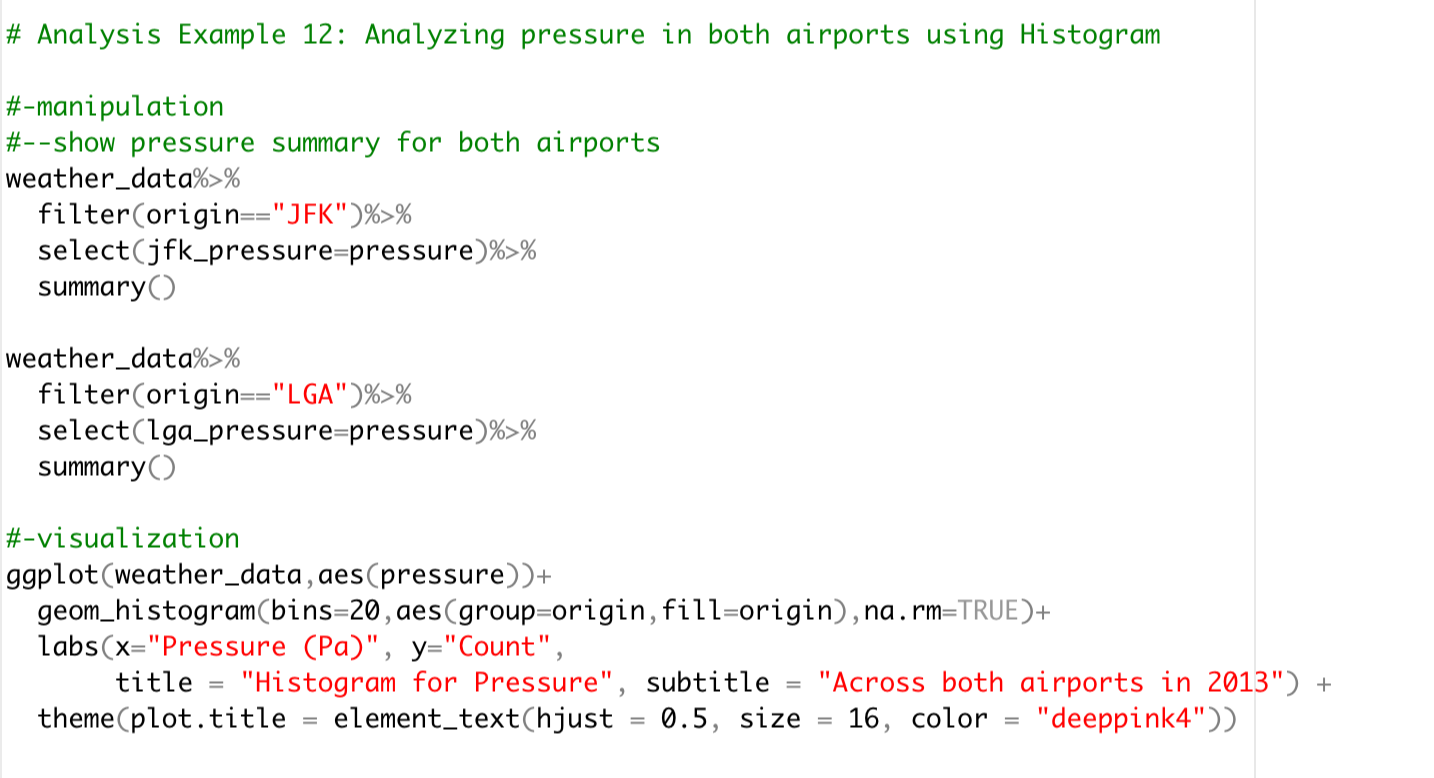 # Analysis Example 12: Analyzing pressure in both airports using Histogram
#-manipulation
#--show pressure summary for both airports
weather_data%>%
  filter(origin=="JFK")%>%
  select(jfk_pressure=pressure)%>%
  summary()
weather_data%>%
  filter(origin=="LGA")%>%
  select(lga_pressure=pressure)%>%
  summary()
#-visualization
ggplot(weather_data,aes(pressure))+
  geom_histogram(bins=20,aes(group=origin,fill=origin),na.rm=TRUE)+
  labs(x="Pressure (Pa)", y="Count",
       title = "Histogram for Pressure", subtitle = "Across both airports in 2013") +
  theme(plot.title = element_text(hjust = 0.5, size = 16, color = "deeppink4"))